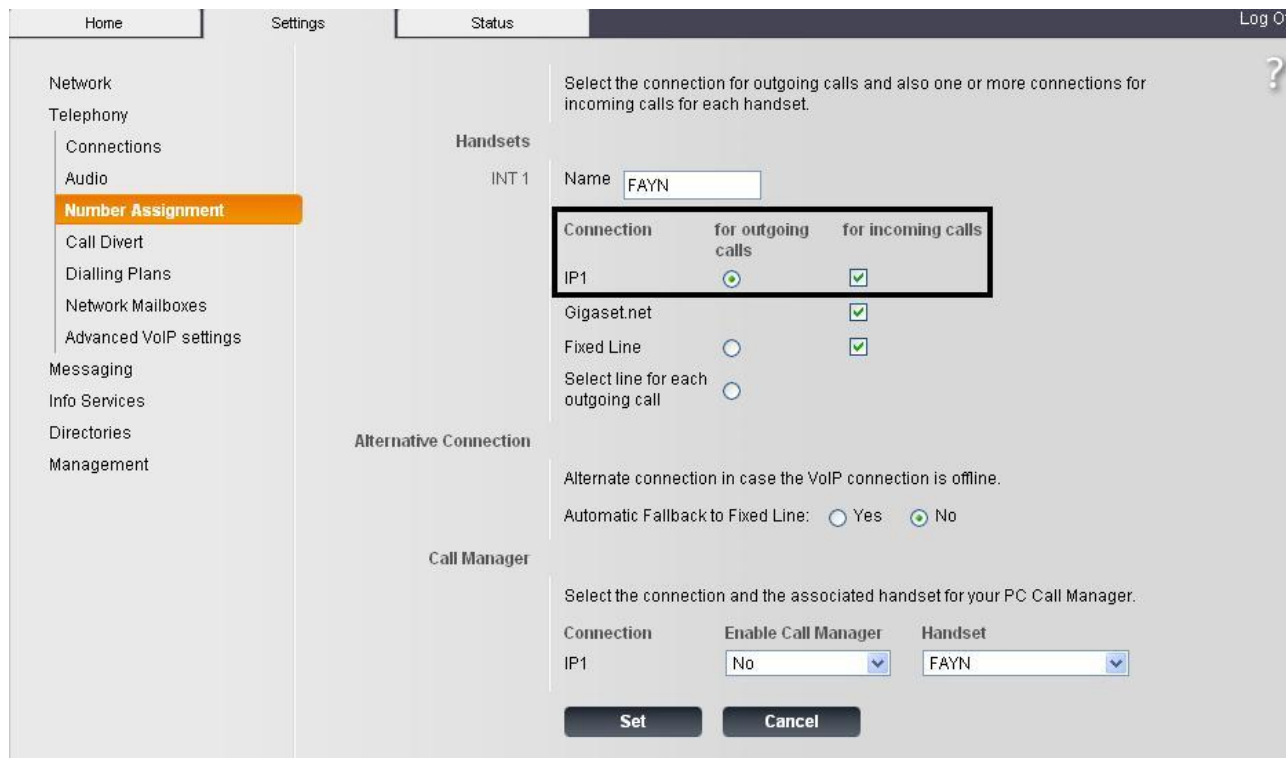 Home Settings Status Log O
?
Network
Telephony
Connections
Audio
Number Assignment
Call Divert
Dialling Plans
Network Mailboxes
Advanced VoIP settings
Messaging
Info Services
Directories
Management
Select the connection for outgoing calls and also one or more connections for
incoming calls for each handset.
Handsets
INT 1 Name FAYN
Connection for outgoing for incoming calls
calls
IP1
Gigaset.net
Fixed Line
Select line for each
outgoing call
Alternative Connection
Alternate connection in case the VoIP connection is offline.
Automatic Fallback to Fixed Line: Yes No
Call Manager
Select the connection and the associated handset for your PC Call Manager.
Connection Enable Call Manager Handset
IP1 No FAYN
Set Cancel